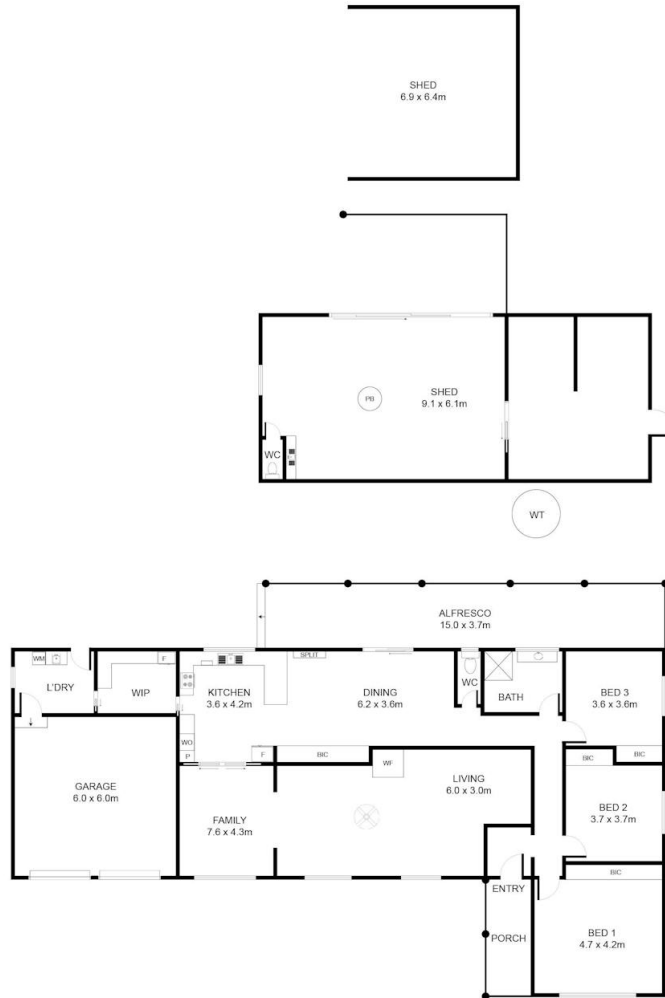 SHED
6.9 x 6.4m
PB
SHED
9.1 x 6.1m
WC
WT
ALFRESCO
15.0 x 3.7m
WM
L'DRY
F
WIP
KITCHEN
3.6 x 4.2m
WO
P
F
SPLIT
DINING
6.2 x 3.6m
BIC
WC
BATH
BED 3
3.6 x 3.6m
BIC
BIC
GARAGE
6.0 x 6.0m
FAMILY
7.6 x 4.3m
WF
LIVING
6.0 x 3.0m
BED 2
3.7 x 3.7m
ENTRY
PORCH
BIC
BED 1
4.7 x 4.2m